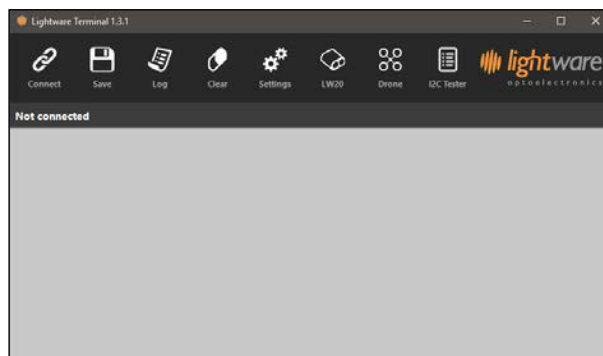 Lightware Terminal 1.3.1
Connect Save Log Clear Settings LW20 Drone I2C Tester
lightware
optoelectronics
Not connected